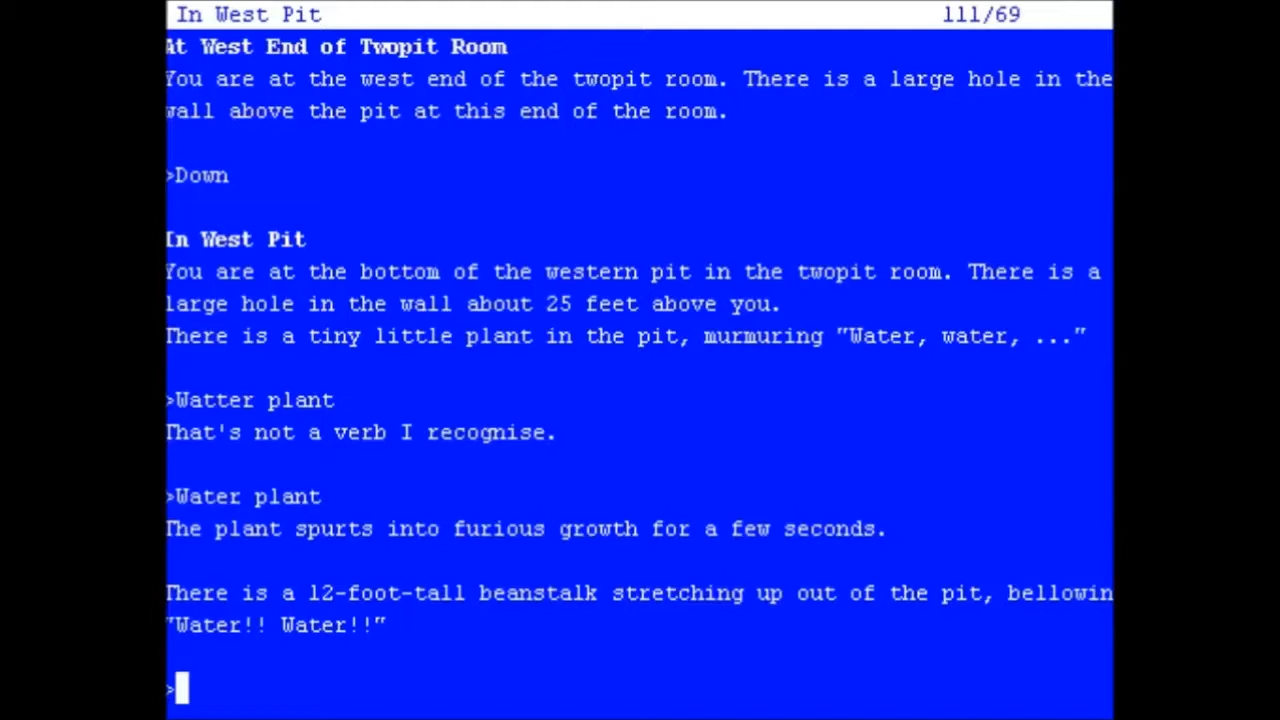 In West Pit 111/69
At West End of Twopit Room
You are at the west end of the twopit room. There is a large hole in the
wall above the pit at this end of the room.
>Down
In West Pit
You are at the bottom of the western pit in the twopit room. There is a
large hole in the wall about 25 feet above you.
There is a tiny little plant in the pit, murmuring "Water, water, ..."
>Watter plant
That's not a verb I recognise.
>Water plant
The plant spurts into furious growth for a few seconds.
There is a 12-foot-tall beanstalk stretching up out of the pit, bellowin
"Water!! Water!!"
>